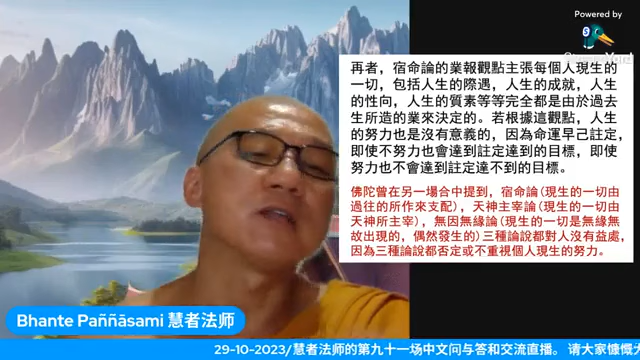 Powered by
再者，宿命論的業報觀點主張每個人現生的
一切，包括人生的際遇，人生的成就，人生
的性向，人生的質素等等完全都是由於過去
生所造的業來決定的。若根據這觀點，人生
的努力也是沒有意義的，因為命運早己註定，
即使不努力也會達到註定達到的目標，即使
努力也不會達到註定達不到的目標。
佛陀曾在另一場合中提到，宿命論(現生的一切由
過往的所作來支配)，天神主宰論(現生的一切由
天神所主宰)，無因無緣論(現生的一切是無緣無
故出現的，偶然發生的)三種論說都對人沒有益處，
因為三種論說都否定或不重視個人現生的努力。
Bhante Paññāsami 慧者法师
29-10-2023/慧者法师的第九十一场中文问与答和交流直播。 请大家慷慨大